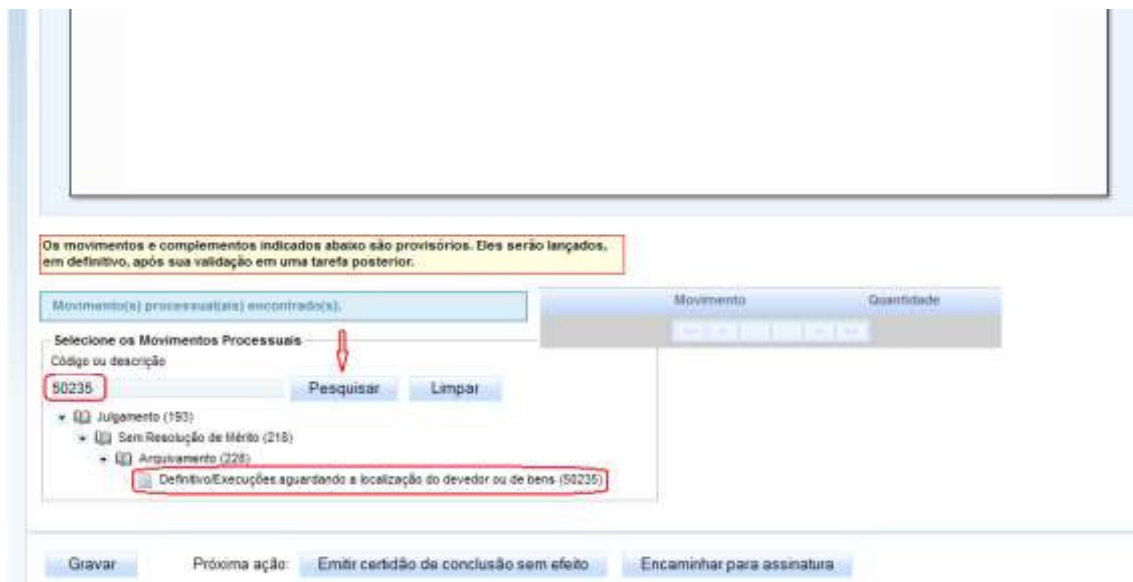 Os movimentos e complementos indicados abaixo são provisórios. Eles serão lançados,
em definitivo, após sua validação em uma tarefa posterior.
Movimento(s) processual(ais) encontrado(s).
Movimento Quantidade
Selecione os Movimentos Processuais
Código ou descrição
50235 Pesquisar Limpar
Julgamento (193)
Sem Resolução de Mérito (218)
Arquivamento (228)
Definitivo/Execuções aguardando a localização do devedor ou de bens (50235)
Gravar Próxima ação: Emitir certidão de conclusão sem efeito Encaminhar para assinatura